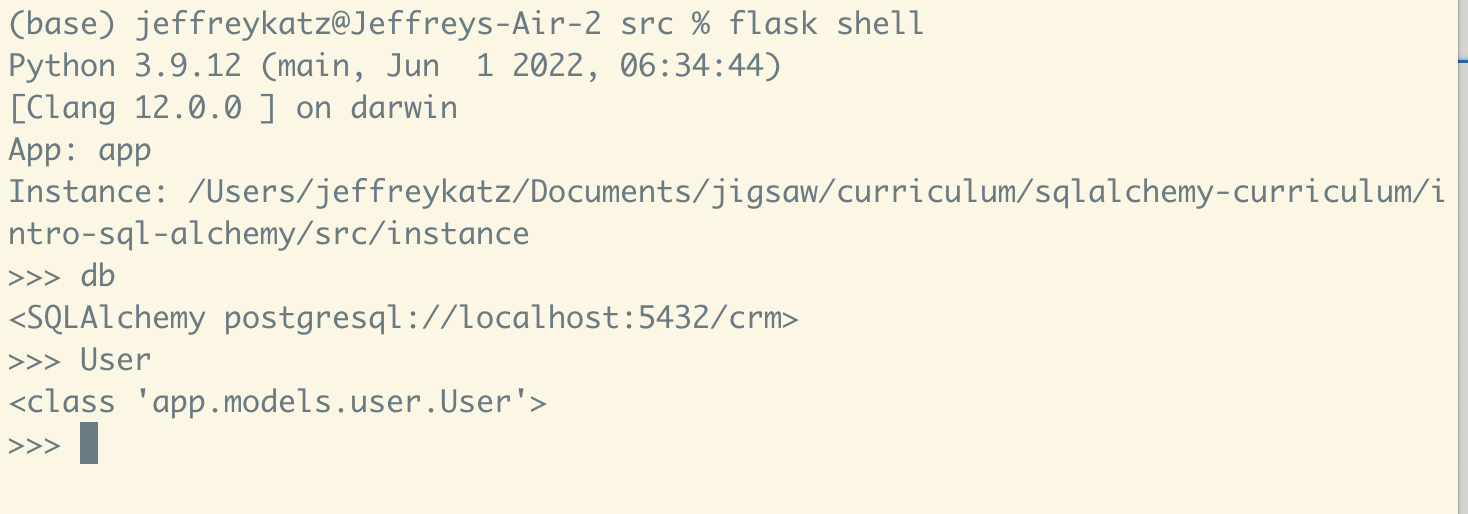 (base) jeffreykatz@Jeffreys-Air-2 src % flask shell
Python 3.9.12 (main, Jun  1 2022, 06:34:44)
[Clang 12.0.0 ] on darwin
App: app
Instance: /Users/jeffreykatz/Documents/jigsaw/curriculum/sqlalchemy-curriculum/i
ntro-sql-alchemy/src/instance
>>> db
<SQLAlchemy postgresql://localhost:5432/crm>
>>> User
<class 'app.models.user.User'>
>>>